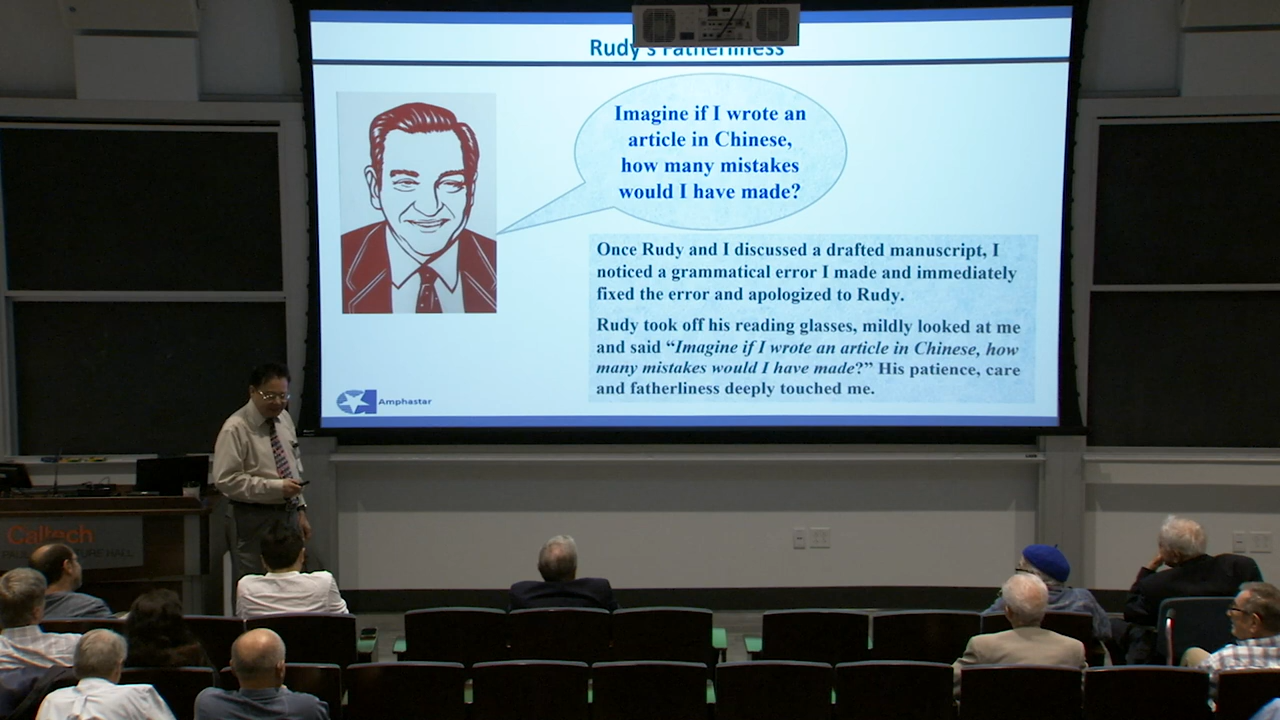 Rudy's Fatherliness
Imagine if I wrote an
article in Chinese,
how many mistakes
would I have made?
Once Rudy and I discussed a drafted manuscript, I
noticed a grammatical error I made and immediately
fixed the error and apologized to Rudy.
Rudy took off his reading glasses, mildly looked at me
and said “Imagine if I wrote an article in Chinese, how
many mistakes would I have made?” His patience, care
and fatherliness deeply touched me.
Amphastar
Caltech
HALL